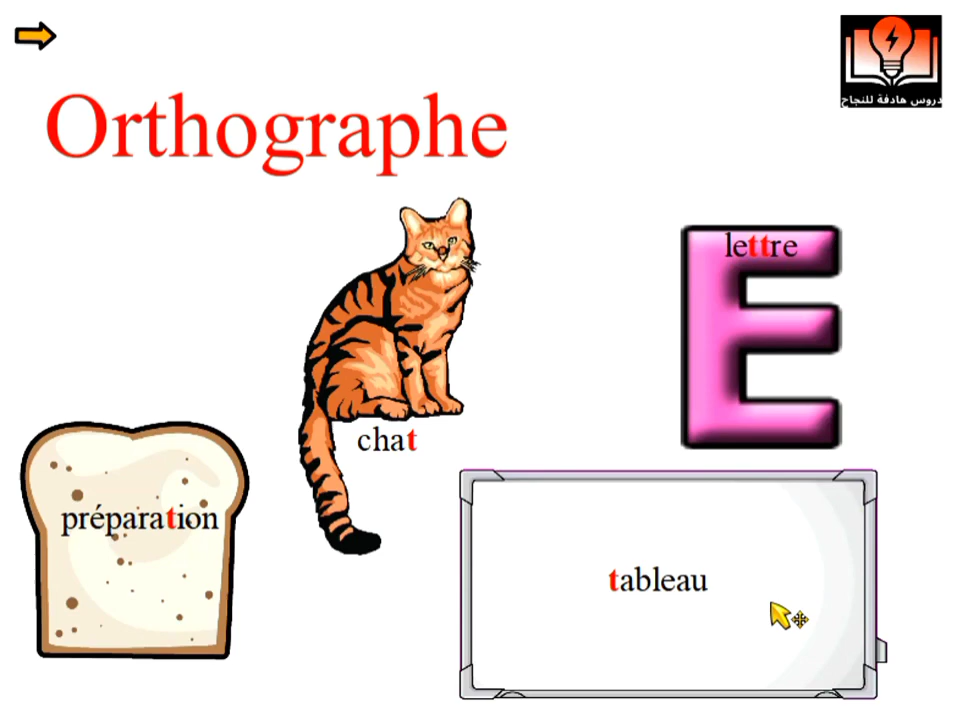 دروس هادفة للنجاح
Orthographe
lettre
chat
préparation
tableau